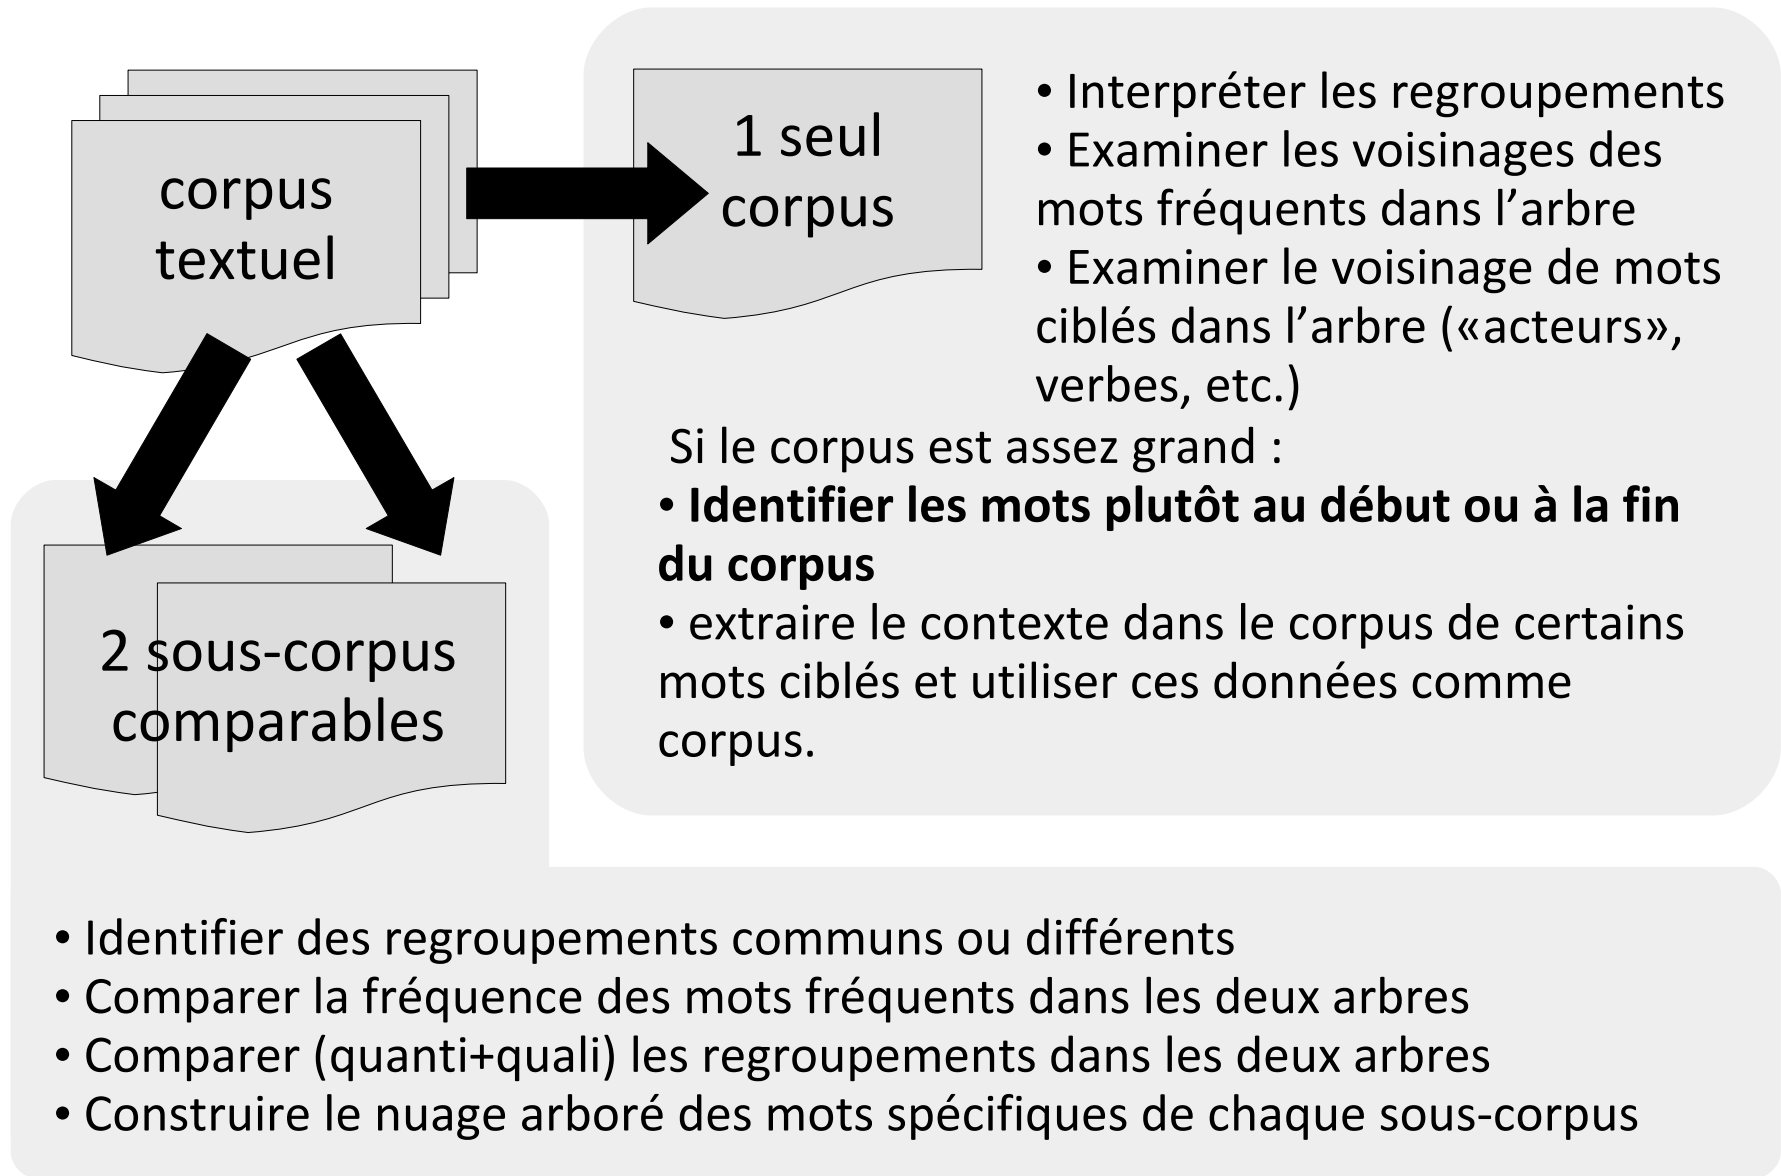 corpus
textuel
1 seul
corpus
• Interpréter les regroupements
• Examiner les voisinages des
mots fréquents dans l’arbre
• Examiner le voisinage de mots
ciblés dans l’arbre («acteurs»,
verbes, etc.)
Si le corpus est assez grand :
• Identifier les mots plutôt au début ou à la fin
du corpus
• extraire le contexte dans le corpus de certains
mots ciblés et utiliser ces données comme
corpus.
2 sous-corpus
comparables
• Identifier des regroupements communs ou différents
• Comparer la fréquence des mots fréquents dans les deux arbres
• Comparer (quanti+quali) les regroupements dans les deux arbres
• Construire le nuage arboré des mots spécifiques de chaque sous-corpus